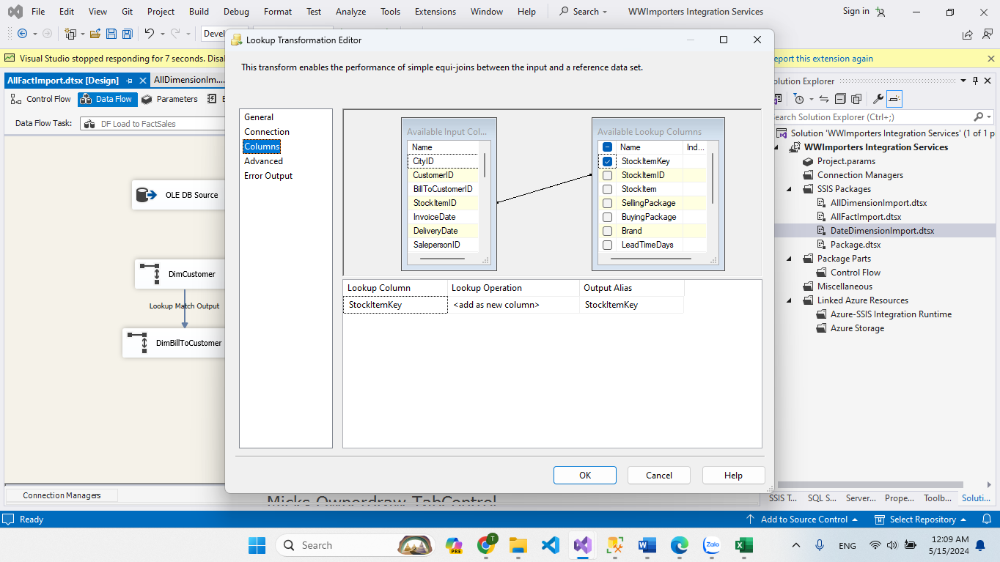 File Edit View Git Project Build Debug Format Test Analyze Tools Extensions Window Help Search WWImporters Integration Services Sign in
Lookup Transformation Editor
Visual Studio stopped responding for 7 seconds.
port this extension again
This transform enables the performance of simple equi-joins between the input and a reference data set.
AllFactImport.dtsx [Design] AllDimensionIm....
Control Flow Data Flow Parameters
Data Flow Task: DF Load to FactSales
OLE DB Source
DimCustomer
Lookup Match Output
DimBillToCustomer
Connection Managers
General
Connection
Columns
Advanced
Error Output
Available Input Col...
Name
CityID
CustomerID
BillToCustomerID
StockItemID
InvoiceDate
DeliveryDate
SalepersonID
Available Lookup Columns
Name Ind...
StockItemKey
StockItemID
StockItem
SellingPackage
BuyingPackage
Brand
LeadTimeDays
Lookup Column Lookup Operation Output Alias
StockItemKey <add as new column> StockItemKey
OK Cancel Help
Micks Ownerdraw TabControl
olution Explorer
earch Solution Explorer (Ctrl+;)
Solution 'WWImporters Integration Services' (1 of 1 p
WWImporters Integration Services
Project.params
Connection Managers
SSIS Packages
AllDimensionImport.dtsx
AllFactImport.dtsx
DateDimensionImport.dtsx
Package.dtsx
Package Parts
Control Flow
Miscellaneous
Linked Azure Resources
Azure-SSIS Integration Runtime
Azure Storage
SSIS T... SQL S... Server... Prope... Toolb... Soluti...
Ready Add to Source Control Select Repository
Search PRE T Zalo ENG 12:09 AM
5/15/2024